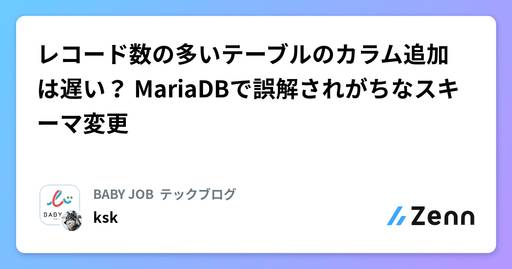 レコード数の多いテーブルのカラム追加
は遅い？ MariaDBで誤解されがちなスキ
ーマ変更
BABY JOB テックブログ
ksk
BABY
Zenn